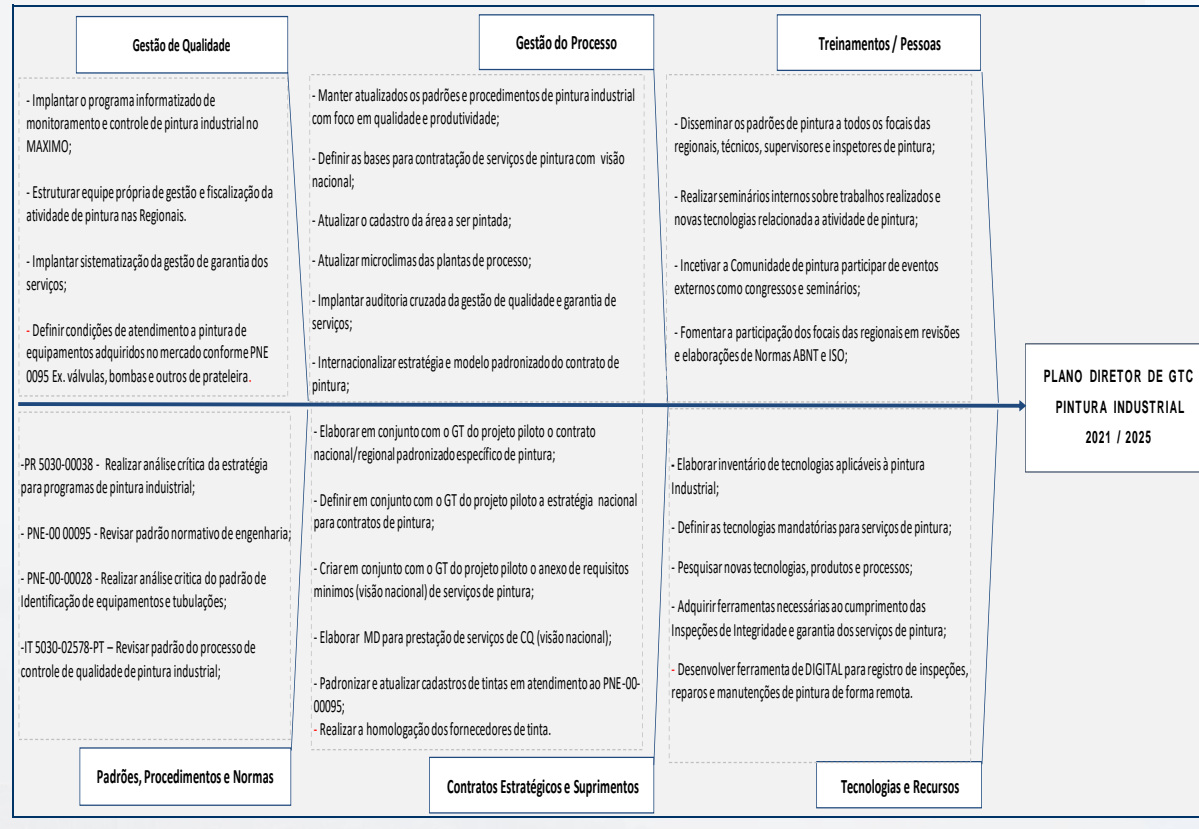 Gestão de Qualidade
- Implantar o programa informatizado de
monitoramento e controle de pintura industrial no
MAXIMO;
- Estruturar equipe própria de gestão e fiscalização da
atividade de pintura nas Regionais.
- Implantar sistematização da gestão de garantia dos
serviços;
- Definir condições de atendimento a pintura de
equipamentos adquiridos no mercado conforme PNE
0095 Ex. válvulas, bombas e outros de prateleira.
Gestão do Processo
- Manter atualizados os padrões e procedimentos de pintura industrial
com foco em qualidade e produtividade;
- Definir as bases para contratação de serviços de pintura com visão
nacional;
- Atualizar o cadastro da área a ser pintada;
- Atualizar microclimas das plantas de processo;
- Implantar auditoria cruzada da gestão de qualidade e garantia de
serviços;
- Internacionalizar estratégia e modelo padronizado do contrato de
pintura;
Treinamentos / Pessoas
- Disseminar os padrões de pintura a todos os focais das
regionais, técnicos, supervisores e inspetores de pintura;
- Realizar seminários internos sobre trabalhos realizados e
novas tecnologias relacionada a atividade de pintura;
- Incetivar a Comunidade de pintura participar de eventos
externos como congressos e seminários;
- Fomentar a participação dos focais das regionais em revisões
e elaborações de Normas ABNT e ISO;
PLANO DIRETOR DE GTC
PINTURA INDUSTRIAL
2021 / 2025
-PR 5030-00038 - Realizar análise crítica da estratégia
para programas de pintura induistrial;
- PNE-00 00095 - Revisar padrão normativo de engenharia;
- PNE-00-00028 - Realizar análise critica do padrão de
Identificação de equipamentos e tubulações;
-IT 5030-02578-PT – Revisar padrão do processo de
controle de qualidade de pintura industrial;
Padrões, Procedimentos e Normas
- Elaborar em conjunto com o GT do projeto piloto o contrato
nacional/regional padronizado específico de pintura;
- Definir em conjunto com o GT do projeto piloto a estratégia nacional
para contratos de pintura;
- Criar em conjunto com o GT do projeto piloto o anexo de requisitos
minimos (visão nacional) de serviços de pintura;
- Elaborar MD para prestação de serviços de CQ (visão nacional);
- Padronizar e atualizar cadastros de tintas em atendimento ao PNE-00-
00095;
- Realizar a homologação dos fornecedores de tinta.
Contratos Estratégicos e Suprimentos
- Elaborar inventário de tecnologias aplicáveis à pintura
Industrial;
- Definir as tecnologias mandatórias para serviços de pintura;
- Pesquisar novas tecnologias, produtos e processos;
- Adquirir ferramentas necessárias ao cumprimento das
Inspeções de Integridade e garantia dos serviços de pintura;
- Desenvolver ferramenta de DIGITAL para registro de inspeções,
reparos e manutenções de pintura de forma remota.
Tecnologias e Recursos